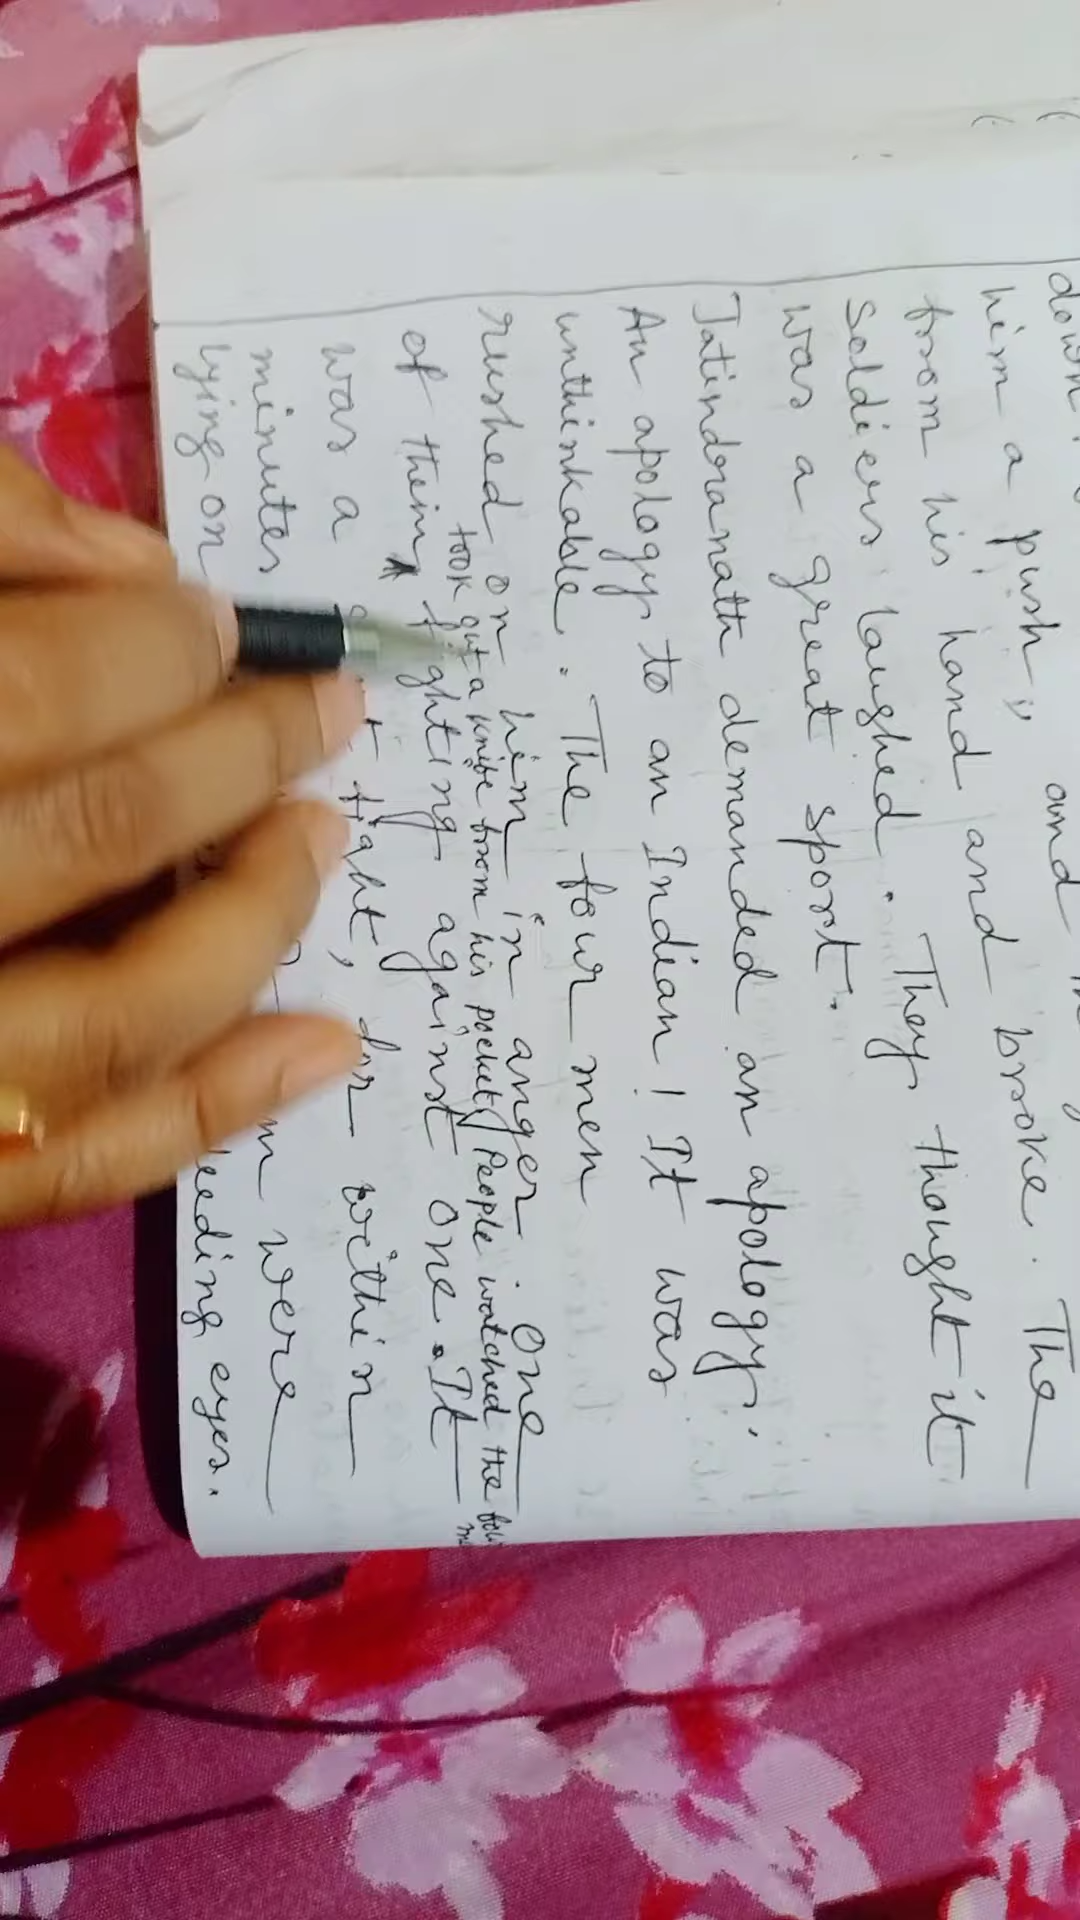 down
and
him a push,
from his hand and broke. The
soldiers laughed. They thought it
was a great sport.
Jatindranath demanded an apology.
An apology to an Indian! It was
unthinkable. The four men
rushed on him in anger. One
took out a knife from his pocket. People watched the
of them fighting against one. It
was a fight, for within
minutes were
lying on eyes.